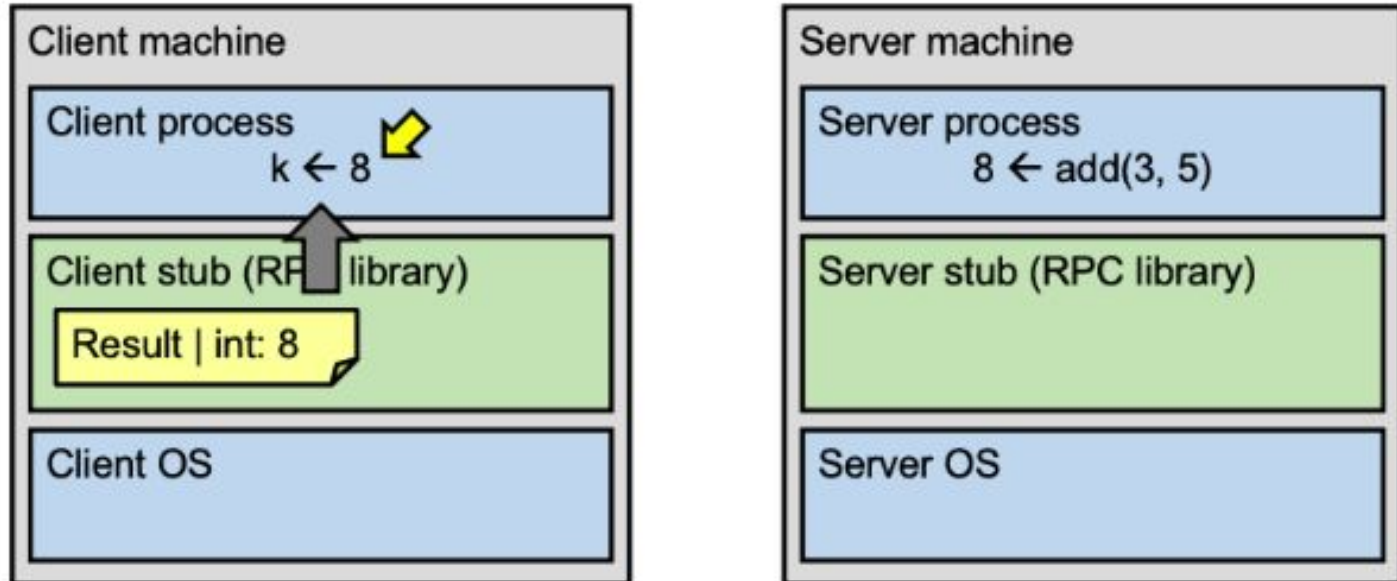 Client machine
Client process
k ← 8
Client stub (RPC library)
Result | int: 8
Client OS
Server machine
Server process
8 ← add(3, 5)
Server stub (RPC library)
Server OS